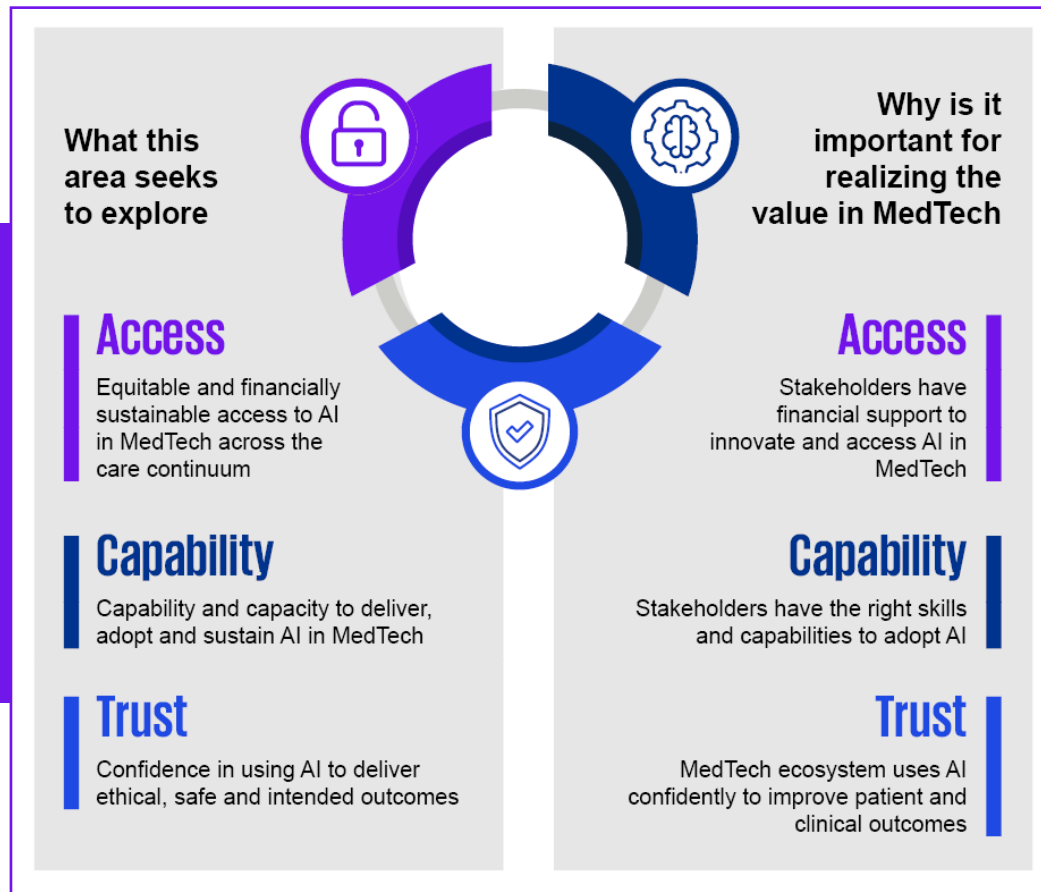 What this
area seeks
to explore
Access
Equitable and financially
sustainable access to AI
in MedTech across the
care continuum
Capability
Capability and capacity to deliver,
adopt and sustain AI in MedTech
Trust
Confidence in using AI to deliver
ethical, safe and intended outcomes
Why is it
important for
realizing the
value in MedTech
Access
Stakeholders have
financial support to
innovate and access AI in
MedTech
Capability
Stakeholders have the right skills
and capabilities to adopt AI
Trust
MedTech ecosystem uses AI
confidently to improve patient and
clinical outcomes